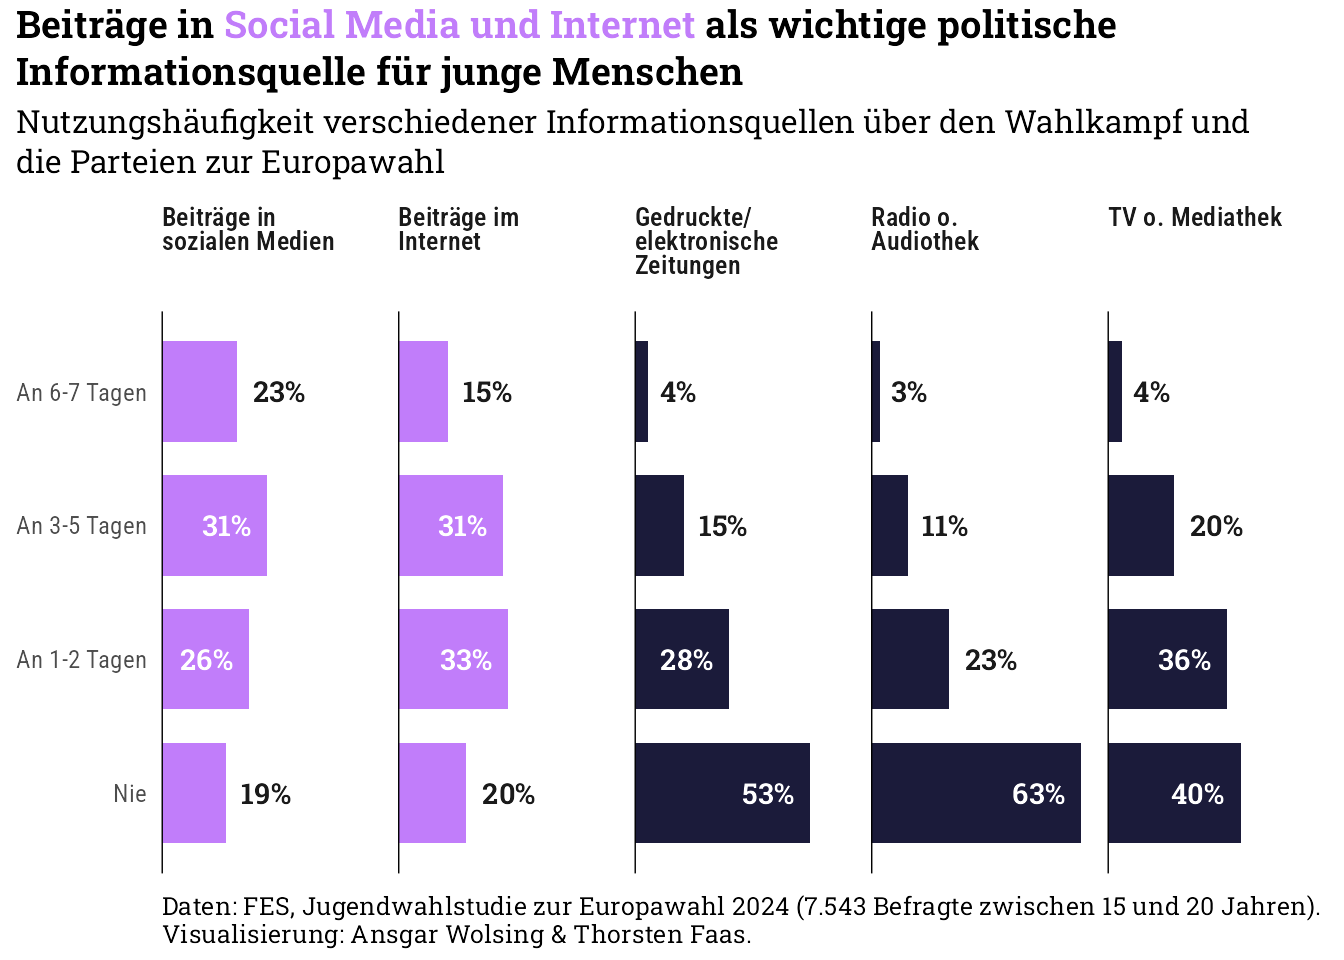 Beiträge in Social Media und Internet als wichtige politische
Informationsquelle für junge Menschen
Nutzungshäufigkeit verschiedener Informationsquellen über den Wahlkampf und
die Parteien zur Europawahl
Beiträge in
sozialen Medien
Beiträge im
Internet
Gedruckte/
elektronische
Zeitungen
Radio o.
Audiothek
TV o. Mediathek
An 6-7 Tagen 23% 15% 4% 3% 4%
An 3-5 Tagen 31% 31% 15% 11% 20%
An 1-2 Tagen 26% 33% 28% 23% 36%
Nie 19% 20% 53% 63% 40%
Daten: FES, Jugendwahlstudie zur Europawahl 2024 (7.543 Befragte zwischen 15 und 20 Jahren).
Visualisierung: Ansgar Wolsing & Thorsten Faas.